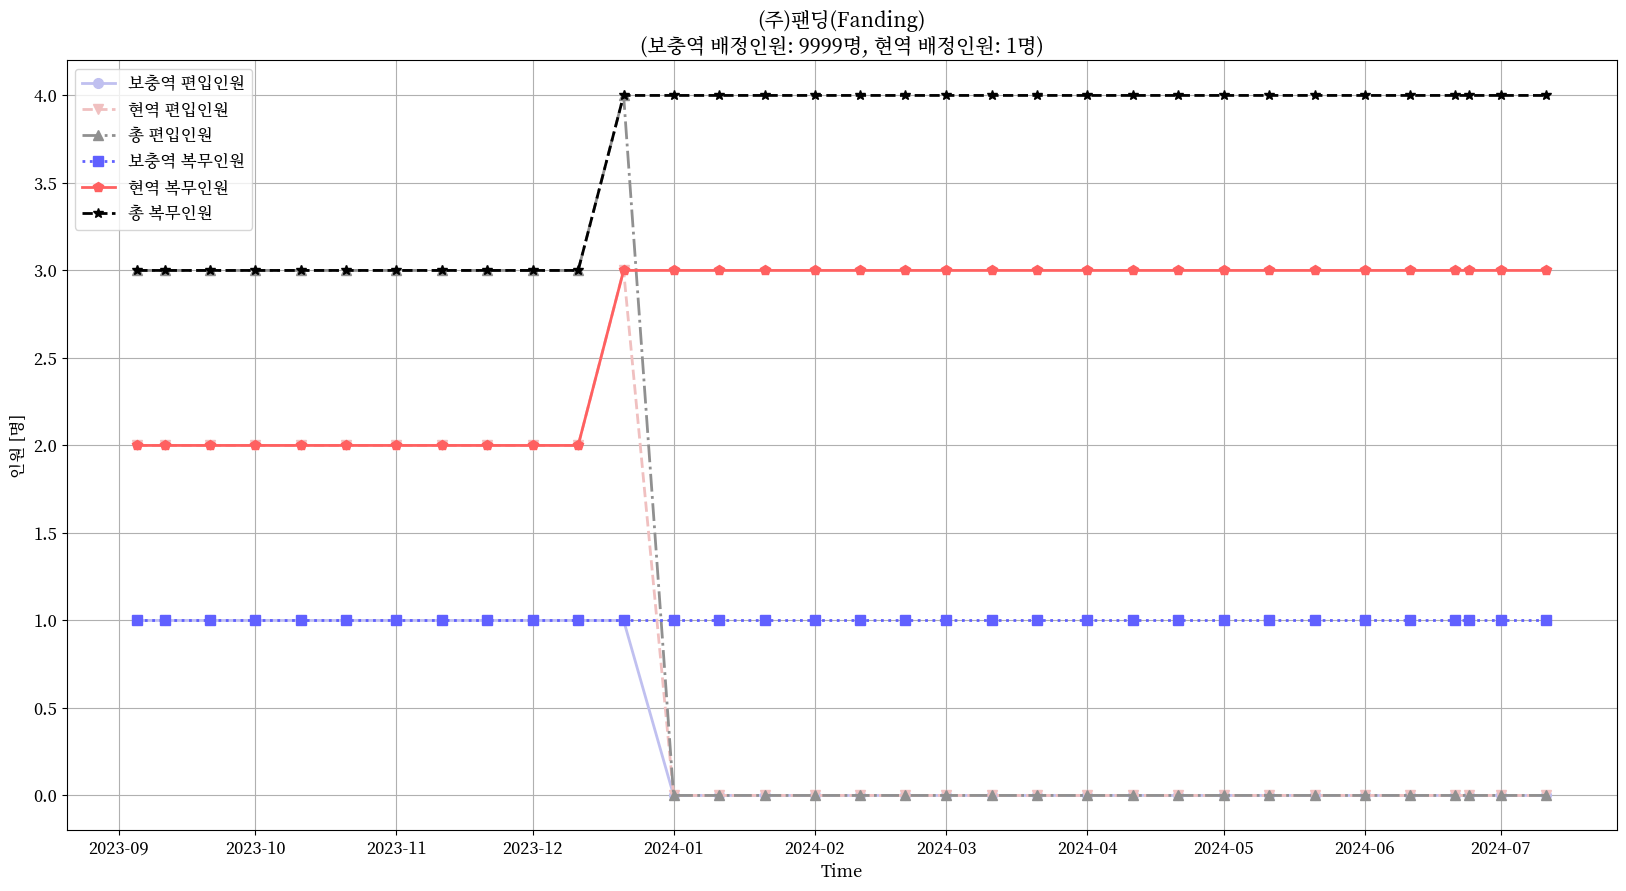 (주)팬딩(Fanding)
(보충역 배정인원: 9999명, 현역 배정인원: 1명)
보충역 편입인원
현역 편입인원
총 편입인원
보충역 복무인원
현역 복무인원
총 복무인원
4.0
3.5
3.0
2.5
2.0
1.5
1.0
0.5
0.0
인원 [명]
2023-09 2023-10 2023-11 2023-12 2024-01 2024-02 2024-03 2024-04 2024-05 2024-06 2024-07
Time